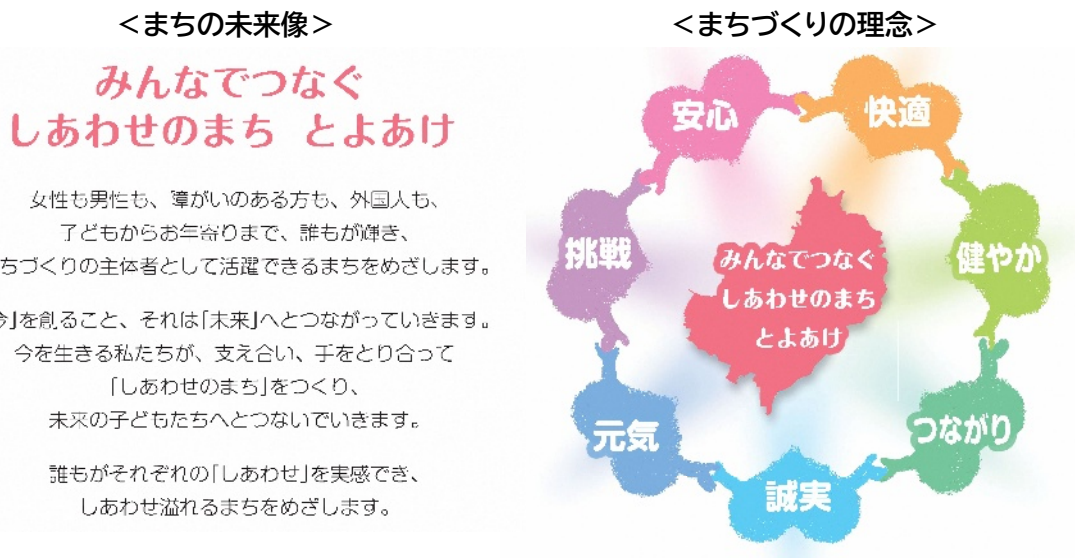 ＜まちの未来像＞
みんなでつなぐ
しあわせのまち とよあけ
女性も男性も、障がいのある方も、外国人も、
子どもからお年寄りまで、誰もが輝き、
ちづくりの主体者として活躍できるまちをめざします。
今」を創ること、それは「未来」へとつながっていきます。
今を生きる私たちが、支え合い、手をとり合って
「しあわせのまち」をつくり、
未来の子どもたちへとつないでいきます。
誰もがそれぞれの「しあわせ」を実感でき、
しあわせ溢れるまちをめざします。
＜まちづくりの理念＞
安心
快適
健やか
つながり
誠実
元気
挑戦
みんなでつなぐ
しあわせのまち
とよあけ